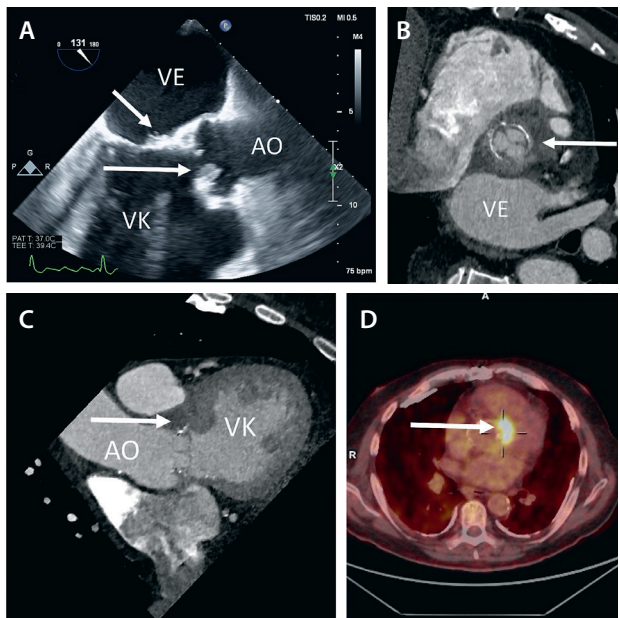 A
TIS0.2 MI 0.5
M4
0 131 180
VE
AO
5
G
P R
X2
VK
10
PAT T: 37.0C
TEE T: 39.4C
75 bpm
B
VE
C
AO
VK
D
A
R